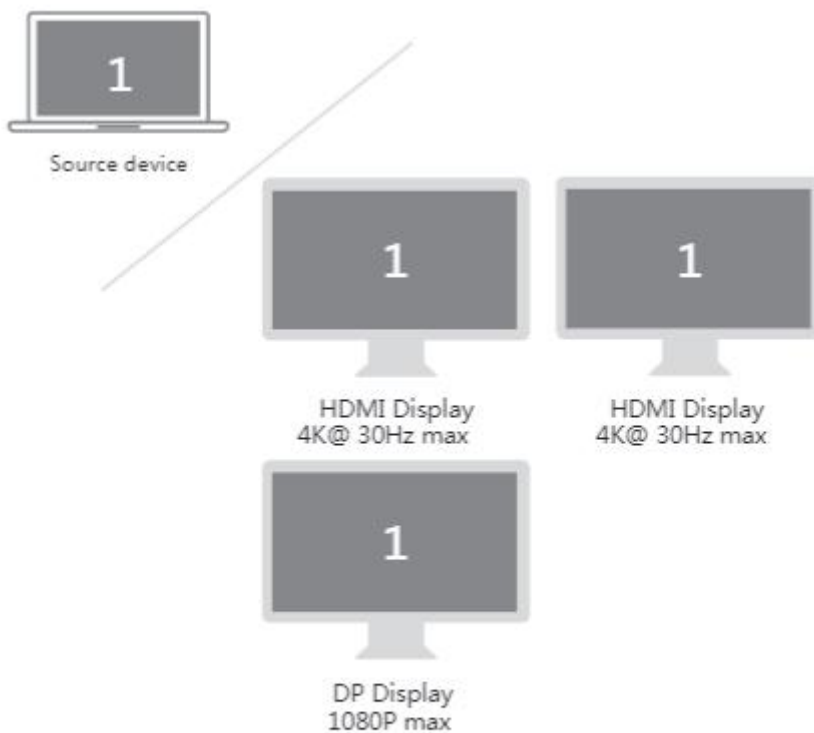 1
Source device
1
1
HDMI Display
4K@ 30Hz max
HDMI Display
4K@ 30Hz max
1
DP Display
1080P max